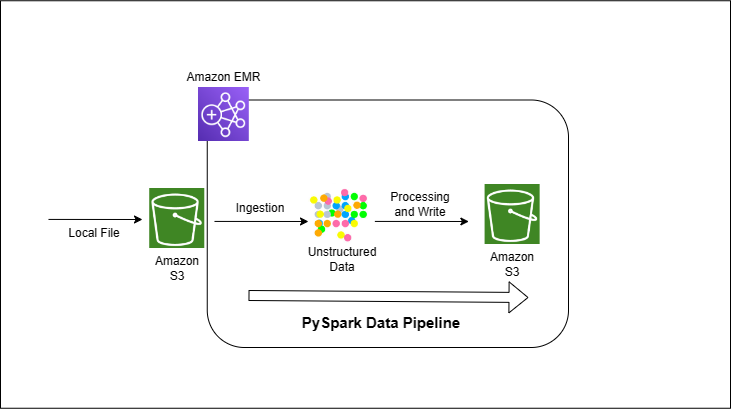 Amazon EMR
Local File
Amazon
S3
Ingestion
Unstructured
Data
Processing
and Write
Amazon
S3
PySpark Data Pipeline